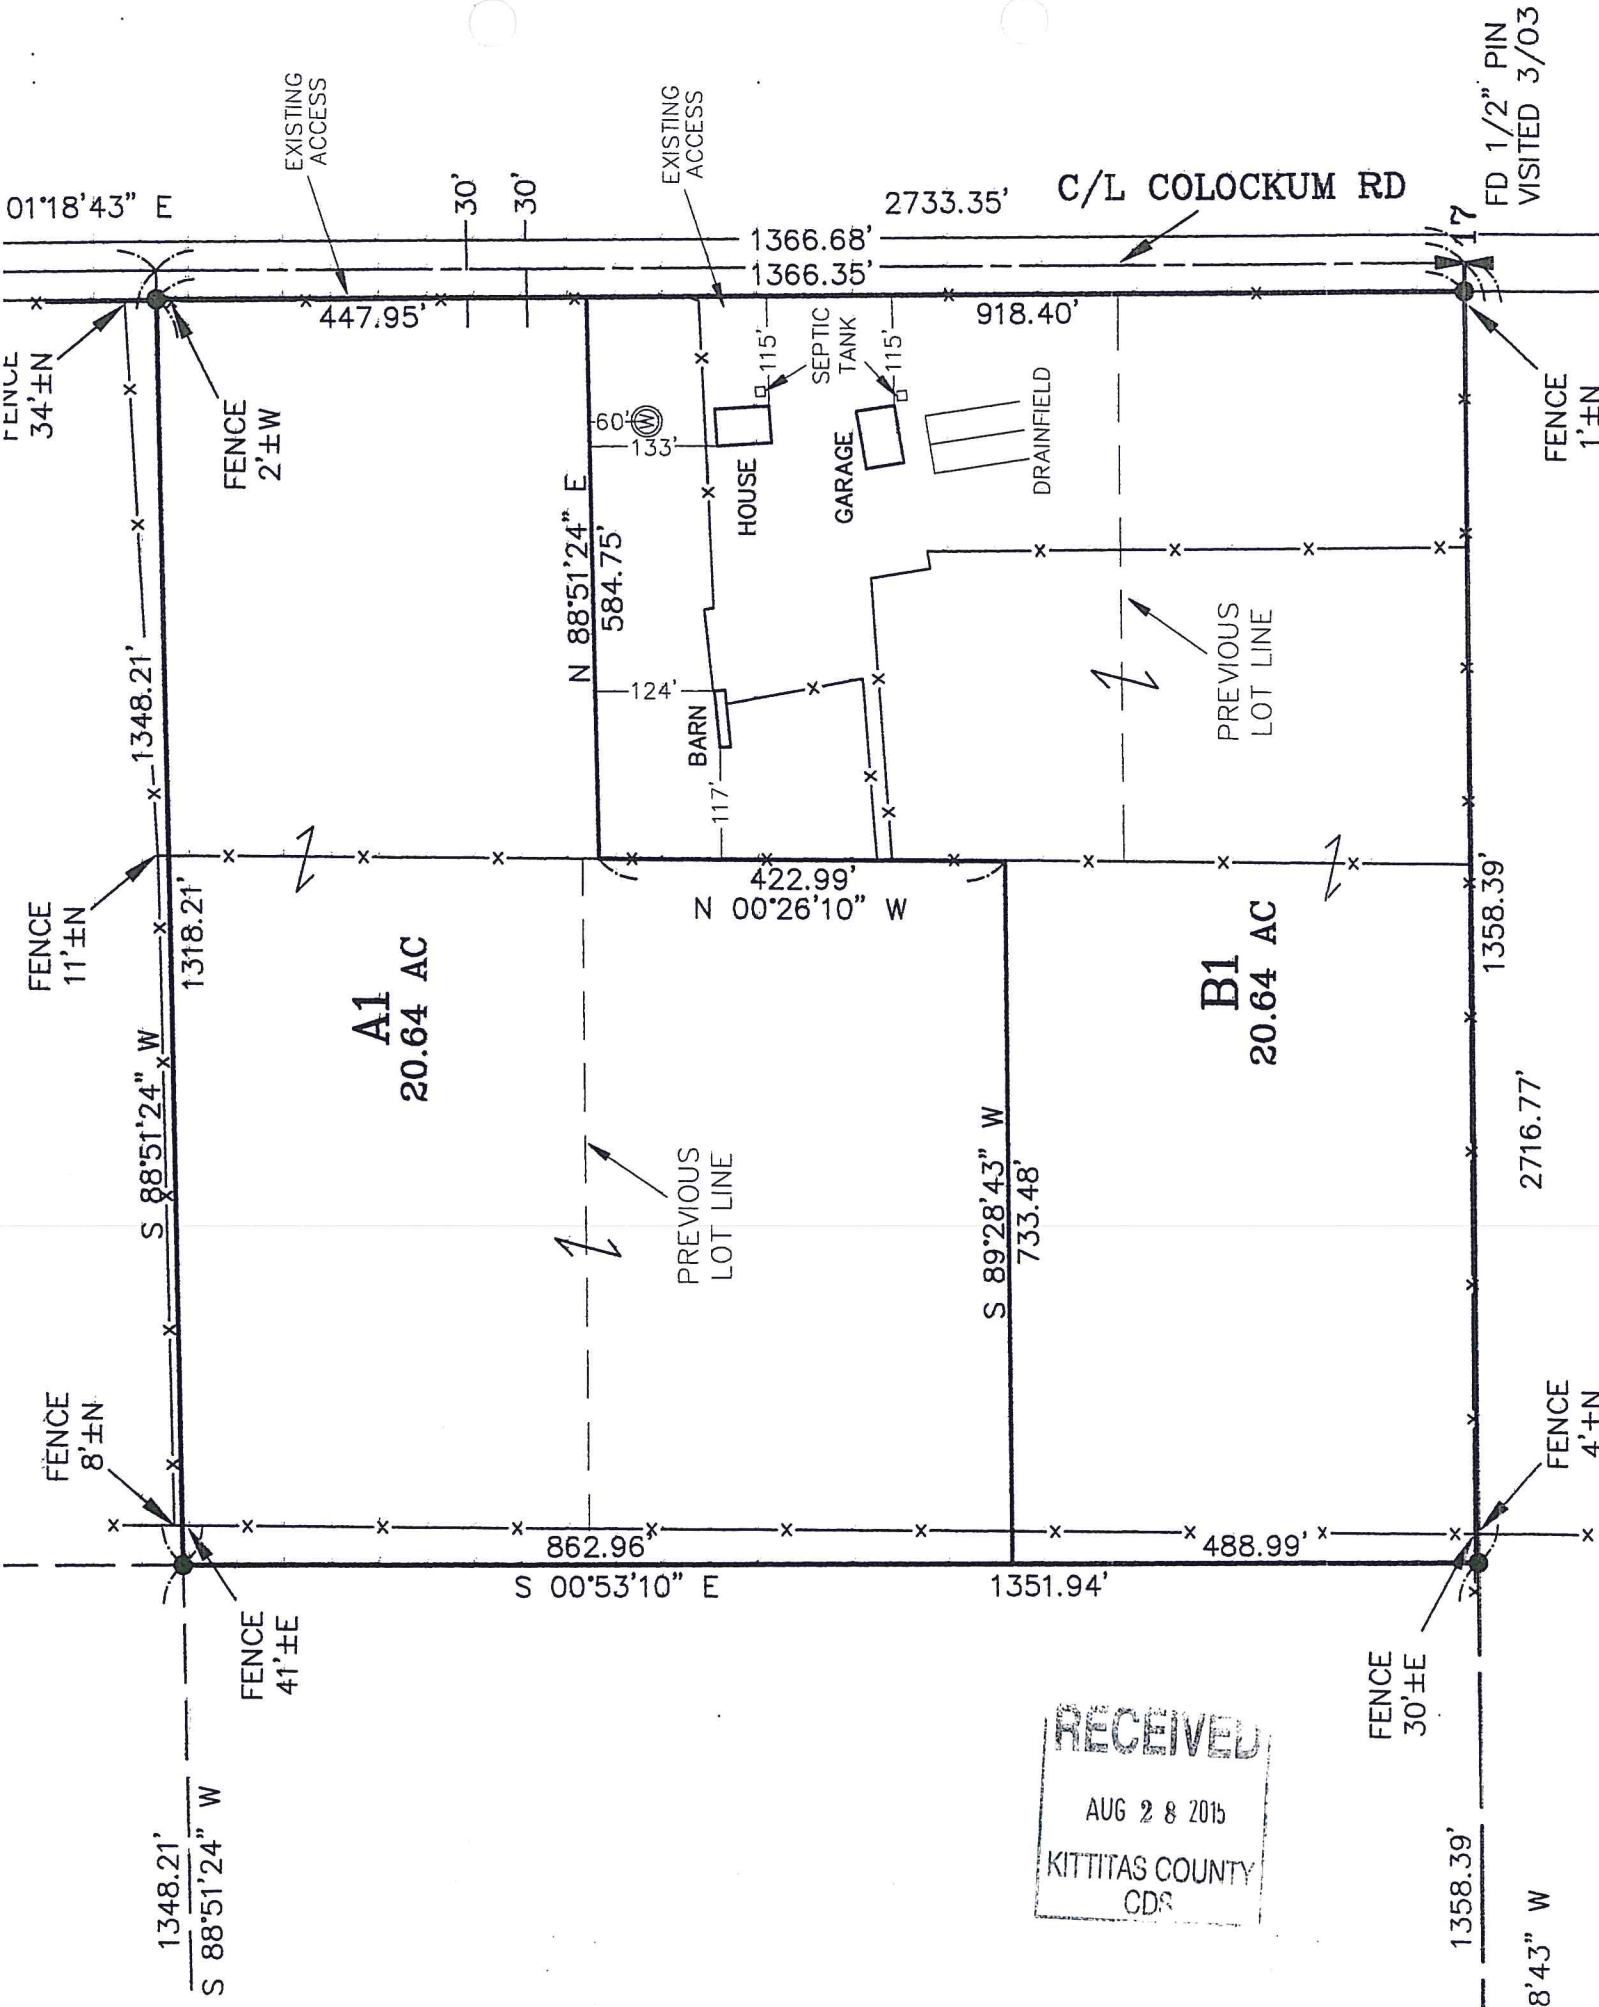 01°18'43" E
EXISTING
ACCESS
30'
30'
EXISTING
ACCESS
2733.35'
C/L COLOCKUM RD
1366.68'
1366.35'
17
FD 1/2" PIN
VISITED 3/03
447.95'
918.40'
FENCE
34'±N
FENCE
2'±W
115'
SEPTIC
TANK
115'
60'
W
133'
HOUSE
GARAGE
DRAINFIELD
FENCE
1'±N
N 88°51'24" E
584.75'
1348.21'
124'
BARN
117'
PREVIOUS
LOT LINE
FENCE
11'±N
1318.21'
422.99'
N 00°26'10" W
1358.39'
A1
20.64 AC
B1
20.64 AC
S 88°51'24" W
PREVIOUS
LOT LINE
S 89°28'43" W
733.48'
2716.77'
FENCE
8'±N
862.96'
S 00°53'10" E
488.99'
1351.94'
FENCE
4'±N
FENCE
41'±E
FENCE
30'±E
1348.21'
S 88°51'24" W
1358.39'
8'43" W
RECEIVED
AUG 28 2015
KITTITAS COUNTY
CDS